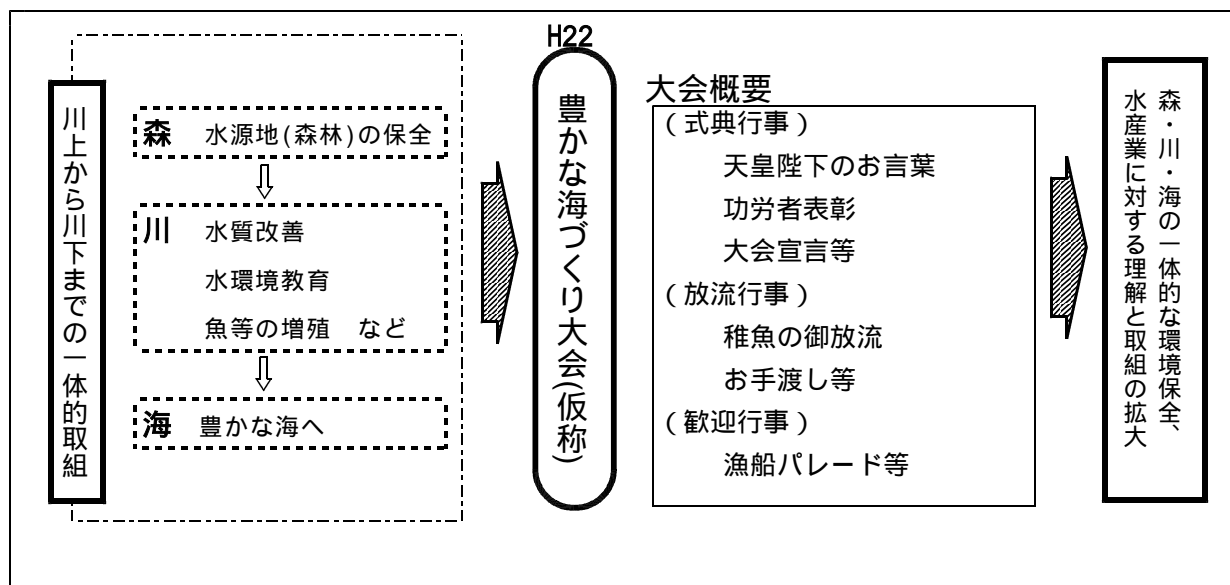 川上から川下までの一体的取組
森 水源地(森林)の保全
川 水質改善
水環境教育
魚等の増殖 など
海 豊かな海へ
H22
豊かな海づくり大会(仮称)
大会概要
(式典行事)
天皇陛下のお言葉
功労者表彰
大会宣言等
(放流行事)
稚魚の御放流
お手渡し等
(歓迎行事)
漁船パレード等
森・川・海の一体的な環境保全、
水産業に対する理解と取組の拡大